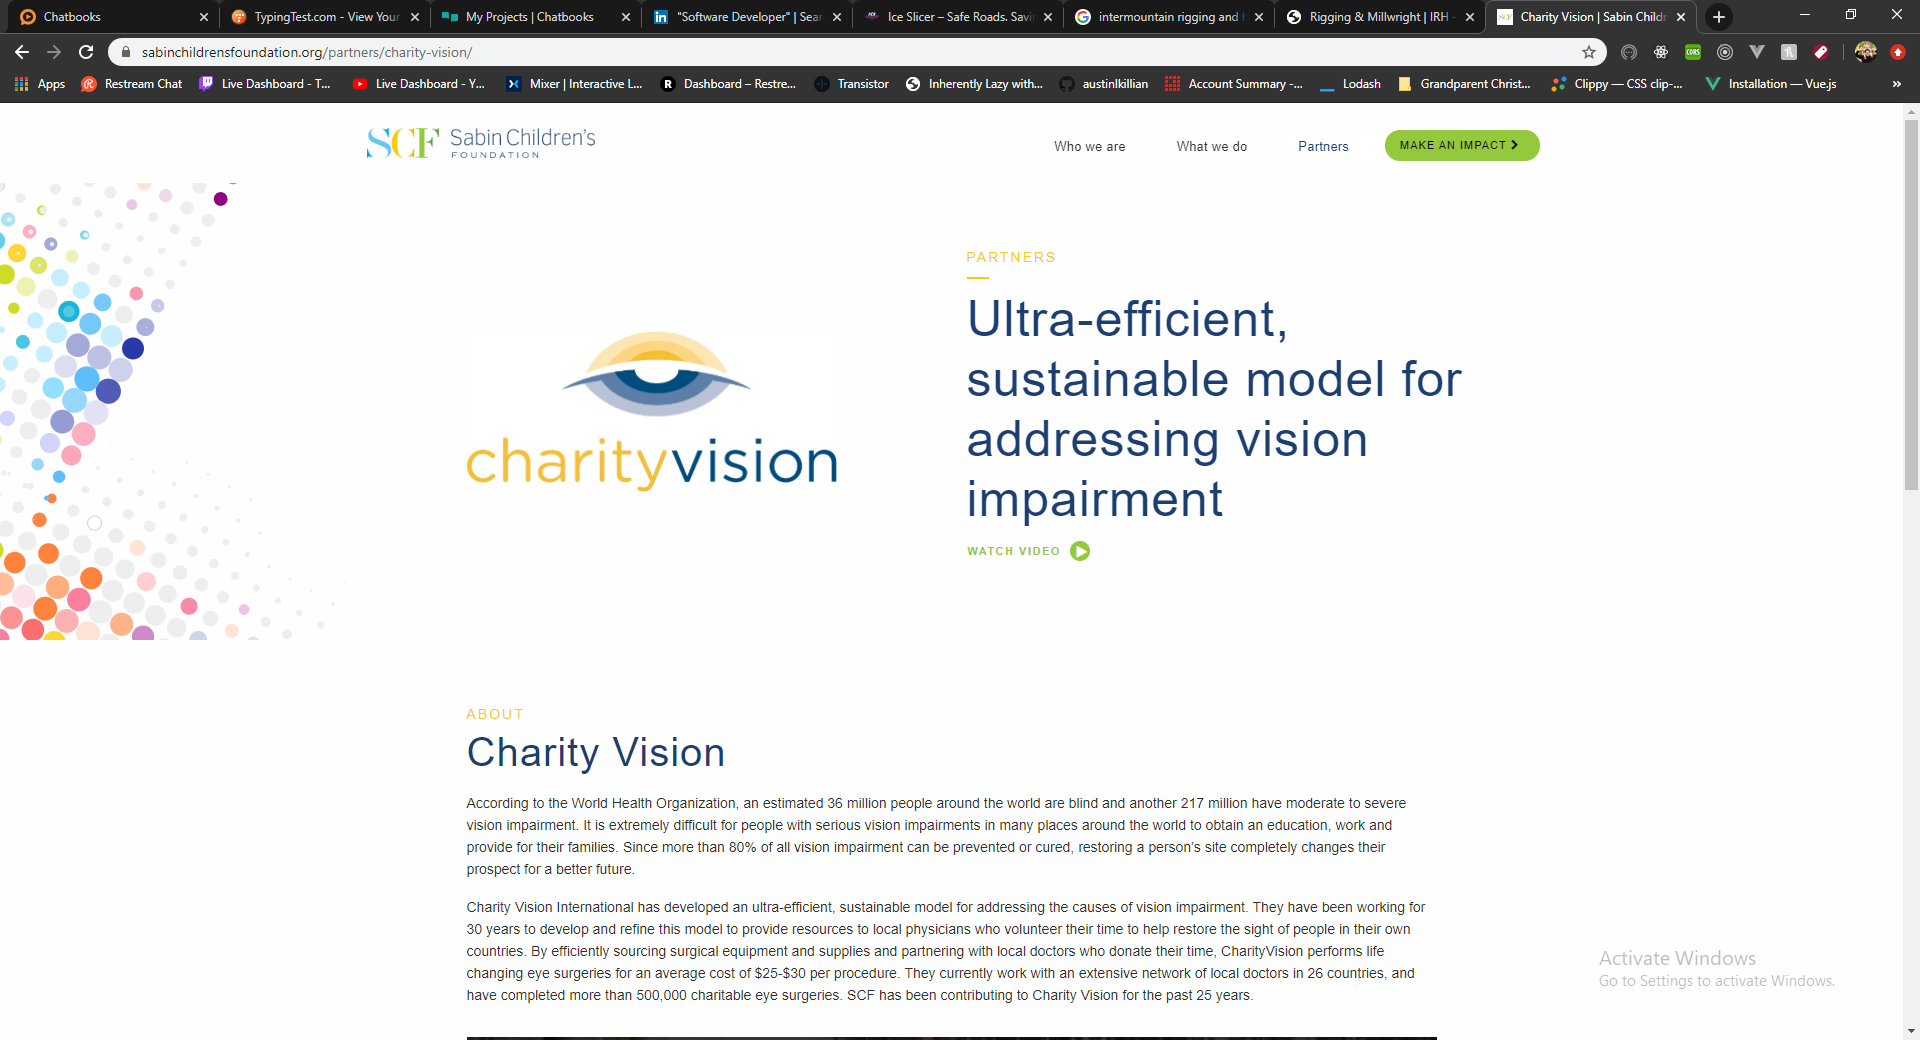 Chatbooks
TypingTest.com - View Your
My Projects | Chatbooks
"Software Developer" | Sear
Ice Slicer – Safe Roads. Savi
intermountain rigging and h
Rigging & Millwright | IRH -
Charity Vision | Sabin Childr
sabinchildrensfoundation.org/partners/charity-vision/
Apps
Restream Chat
Live Dashboard - T...
Live Dashboard - Y...
Mixer | Interactive L...
Dashboard – Restre...
Transistor
Inherently Lazy with...
austinlkillian
Account Summary -...
Lodash
Grandparent Christ...
Clippy — CSS clip-...
Installation — Vue.js
»
SCF Sabin Children's
FOUNDATION
Who we are
What we do
Partners
MAKE AN IMPACT
PARTNERS
Ultra-efficient,
sustainable model for
addressing vision
impairment
WATCH VIDEO
charityvision
ABOUT
Charity Vision
According to the World Health Organization, an estimated 36 million people around the world are blind and another 217 million have moderate to severe
vision impairment. It is extremely difficult for people with serious vision impairments in many places around the world to obtain an education, work and
provide for their families. Since more than 80% of all vision impairment can be prevented or cured, restoring a person's site completely changes their
prospect for a better future.
Charity Vision International has developed an ultra-efficient, sustainable model for addressing the causes of vision impairment. They have been working for
30 years to develop and refine this model to provide resources to local physicians who volunteer their time to help restore the sight of people in their own
countries. By efficiently sourcing surgical equipment and supplies and partnering with local doctors who donate their time, CharityVision performs life
changing eye surgeries for an average cost of $25-$30 per procedure. They currently work with an extensive network of local doctors in 26 countries, and
have completed more than 500,000 charitable eye surgeries. SCF has been contributing to Charity Vision for the past 25 years.
Activate Windows
Go to Settings to activate Windows.